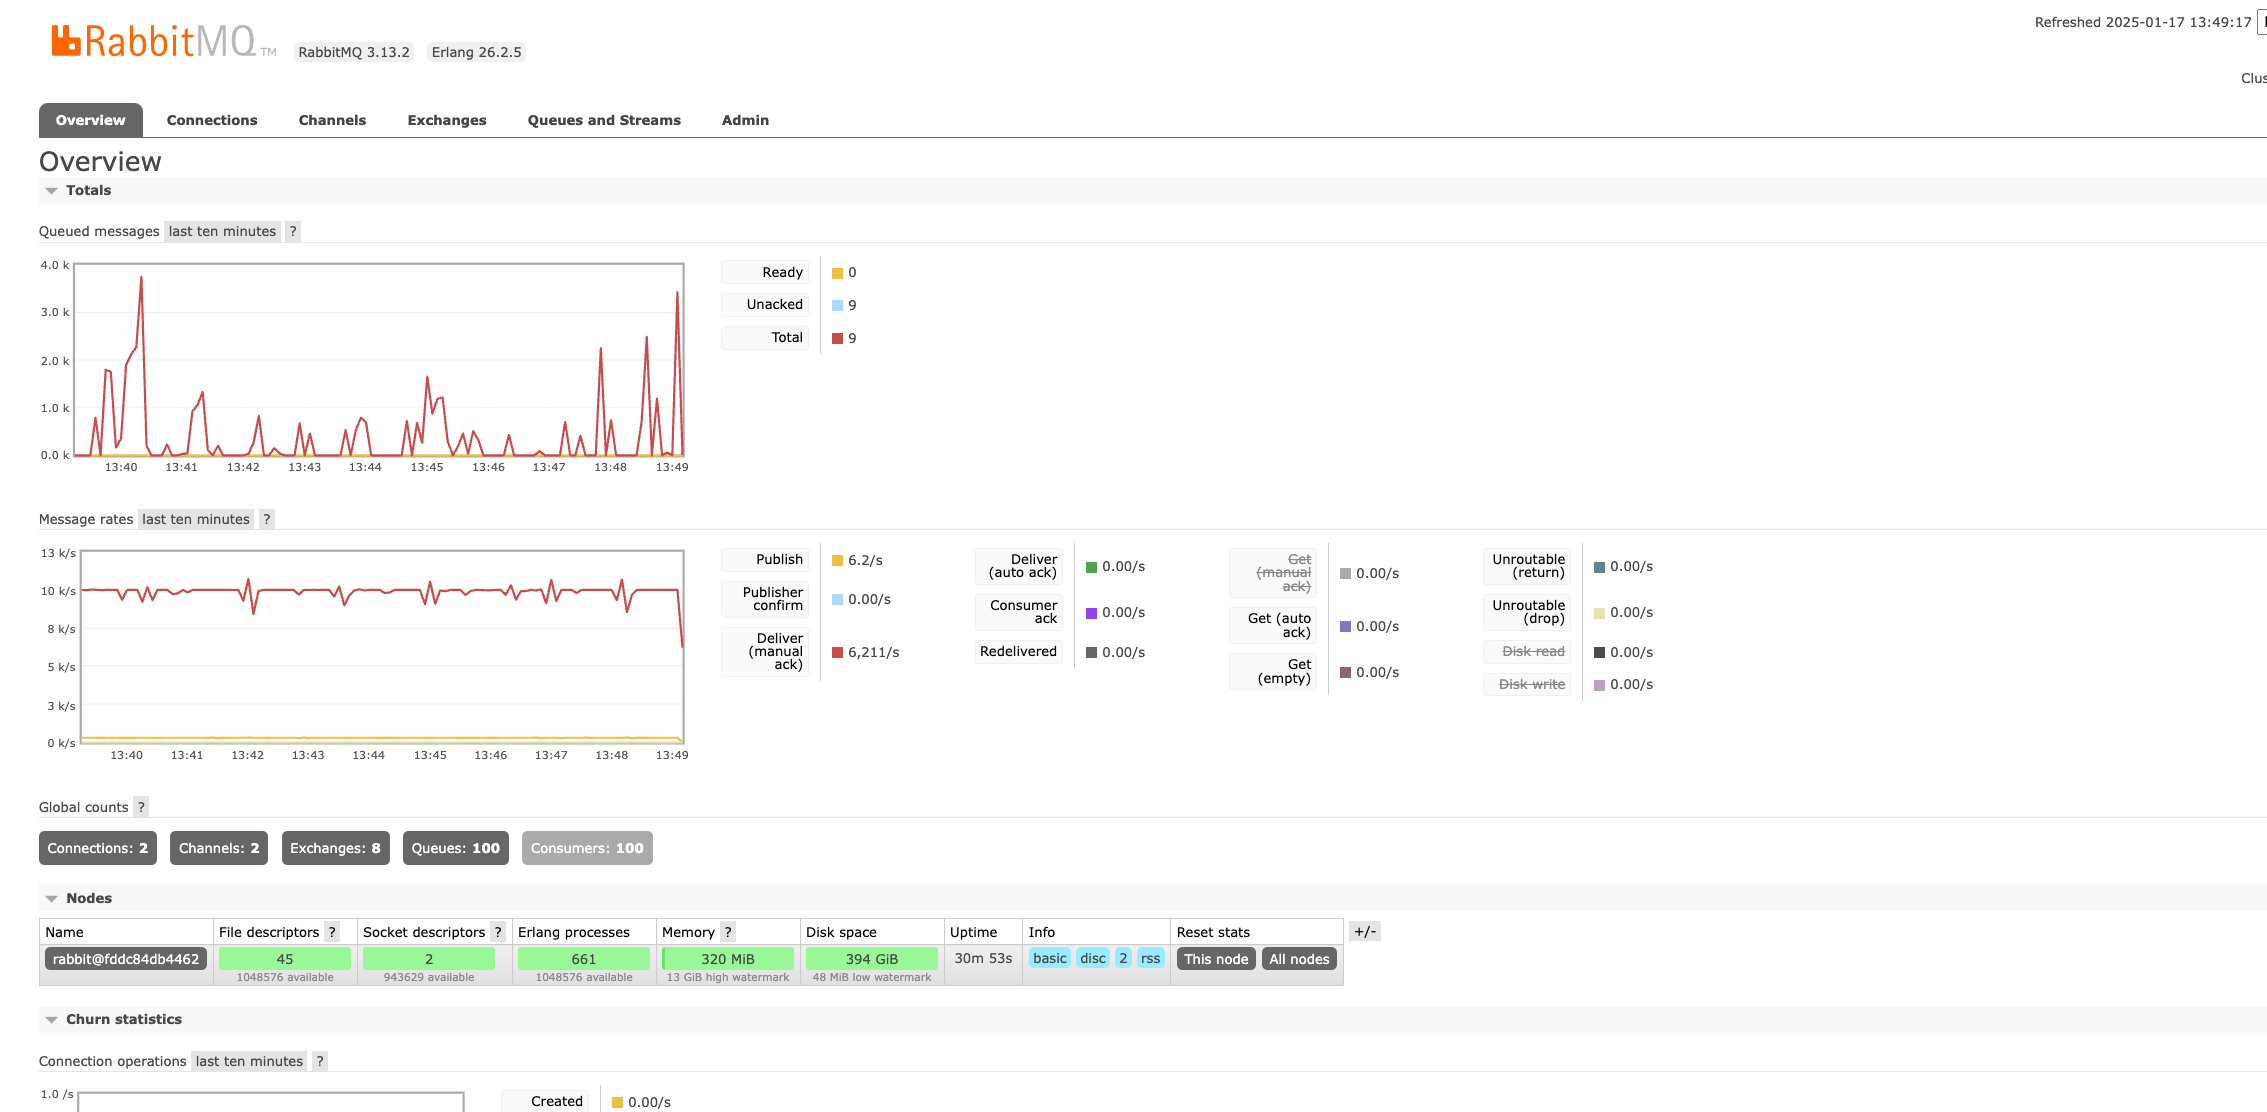 RabbitMQ TM RabbitMQ 3.13.2 Erlang 26.2.5
Refreshed 2025-01-17 13:49:17
Clus
Overview Connections Channels Exchanges Queues and Streams Admin
Overview
Totals
Queued messages last ten minutes ?
4.0 k
3.0 k
2.0 k
1.0 k
0.0 k
13:40 13:41 13:42 13:43 13:44 13:45 13:46 13:47 13:48 13:49
Ready 0
Unacked 9
Total 9
Message rates last ten minutes ?
13 k/s
10 k/s
8 k/s
5 k/s
3 k/s
0 k/s
13:40 13:41 13:42 13:43 13:44 13:45 13:46 13:47 13:48 13:49
Publish 6.2/s
Publisher
confirm 0.00/s
Deliver
(manual 6,211/s
ack)
Deliver
(auto ack) 0.00/s
Consumer
ack 0.00/s
Redelivered 0.00/s
Get
(manual 0.00/s
ack)
Get (auto
ack) 0.00/s
Get
(empty) 0.00/s
Unroutable
(return) 0.00/s
Unroutable
(drop) 0.00/s
Disk read 0.00/s
Disk write 0.00/s
Global counts ?
Connections: 2 Channels: 2 Exchanges: 8 Queues: 100 Consumers: 100
Nodes
Name File descriptors ? Socket descriptors ? Erlang processes Memory ? Disk space Uptime Info Reset stats +/-
rabbit@fddc84db4462 45 2 661 320 MiB 394 GiB 30m 53s basic disc 2 rss This node All nodes
1048576 available 943629 available 1048576 available 13 GiB high watermark 48 MiB low watermark
Churn statistics
Connection operations last ten minutes ?
1.0 /s
Created 0.00/s